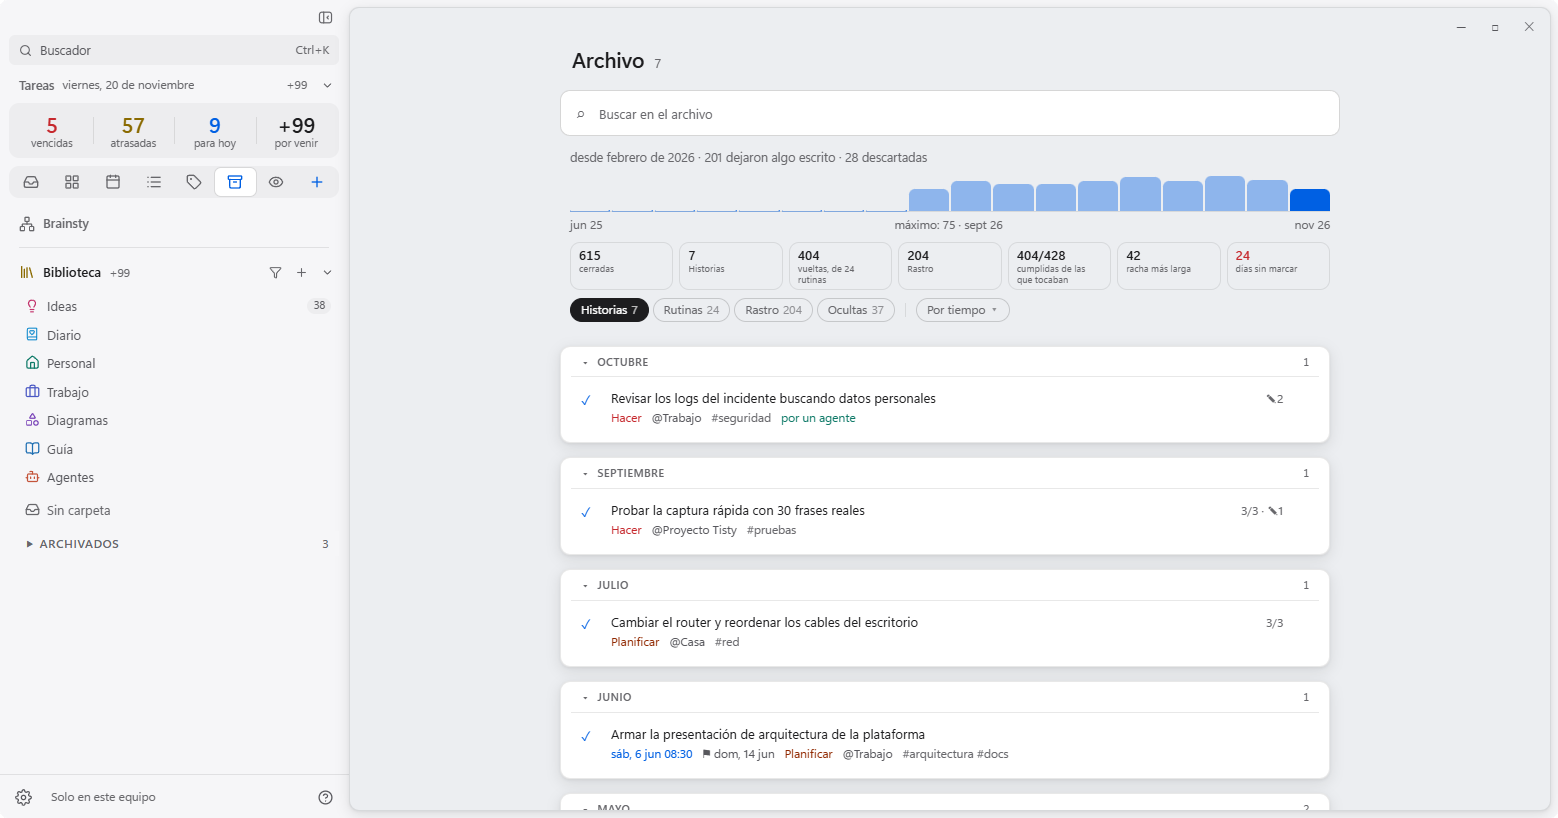 Buscador Ctrl+K
Tareas viernes, 20 de noviembre +99
5 57 9 +99
vencidas atrasadas para hoy por venir
Brainsty
Biblioteca +99
Ideas 38
Diario
Personal
Trabajo
Diagramas
Guía
Agentes
Sin carpeta
ARCHIVADOS 3
Solo en este equipo
Archivo 7
Buscar en el archivo
desde febrero de 2026 · 201 dejaron algo escrito · 28 descartadas
jun 25 máximo: 75 · sept 26 nov 26
615 7 404 204 404/428 42 24
cerradas Historias vueltas, de 24 Rastro cumplidas de las racha más larga días sin marcar
rutinas que tocaban
Historias 7 Rutinas 24 Rastro 204 Ocultas 37 Por tiempo
OCTUBRE 1
Revisar los logs del incidente buscando datos personales 2
Hacer @Trabajo #seguridad por un agente
SEPTIEMBRE 1
Probar la captura rápida con 30 frases reales 3/3 · 1
Hacer @Proyecto Tisty #pruebas
JULIO 1
Cambiar el router y reordenar los cables del escritorio 3/3
Planificar @Casa #red
JUNIO 1
Armar la presentación de arquitectura de la plataforma
sáb, 6 jun 08:30 dom, 14 jun Planificar @Trabajo #arquitectura #docs
MAYO 2